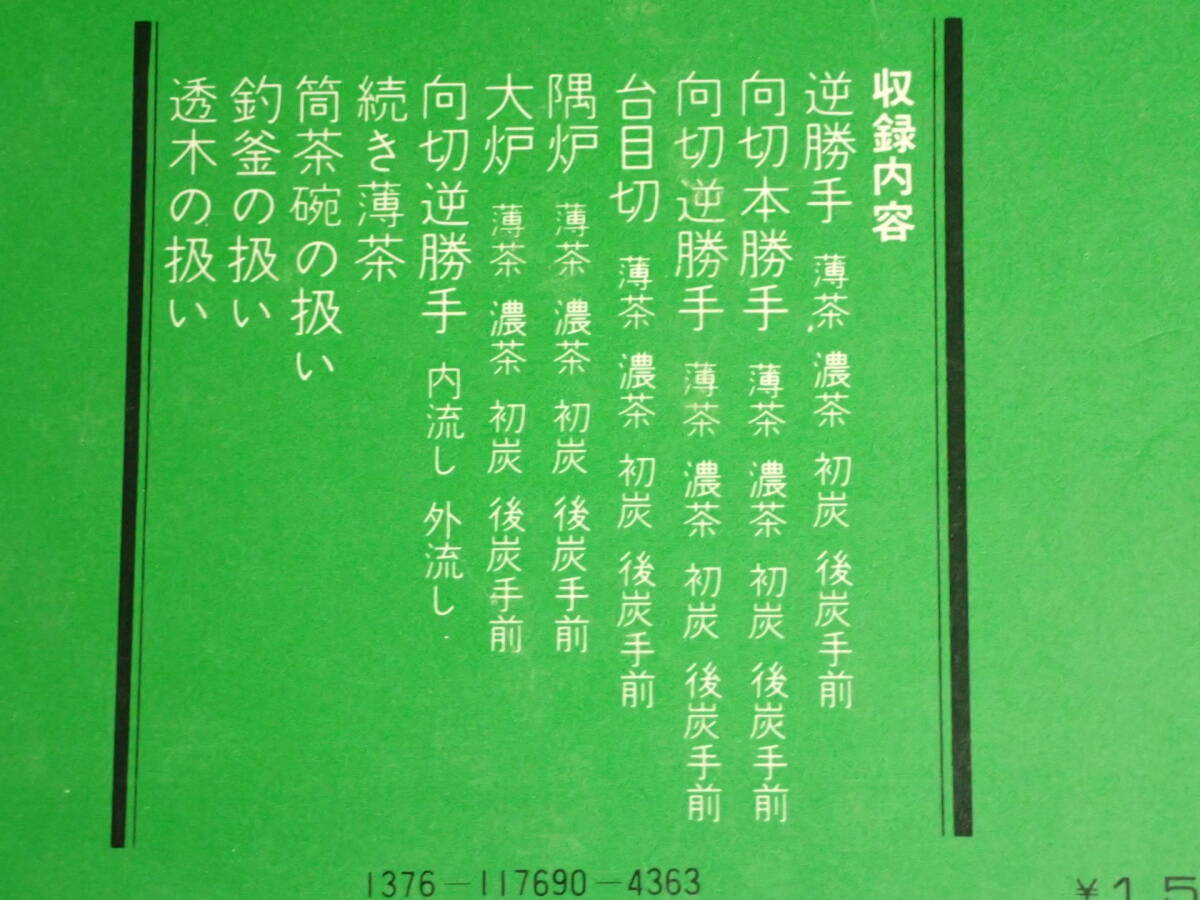 収録内容
逆勝手 薄茶 濃茶 初炭 後炭手前
向切本勝手 薄茶 濃茶 初炭 後炭手前
向切逆勝手 薄茶 濃茶 初炭 後炭手前
台目切 薄茶 濃茶 初炭 後炭手前
隅炉 薄茶 濃茶 初炭 後炭手前
大炉 薄茶 濃茶 初炭 後炭手前
向切逆勝手 内流し 外流し
続き薄茶
筒茶碗の扱い
釣釜の扱い
透木の扱い
1376-117690-4363
¥15